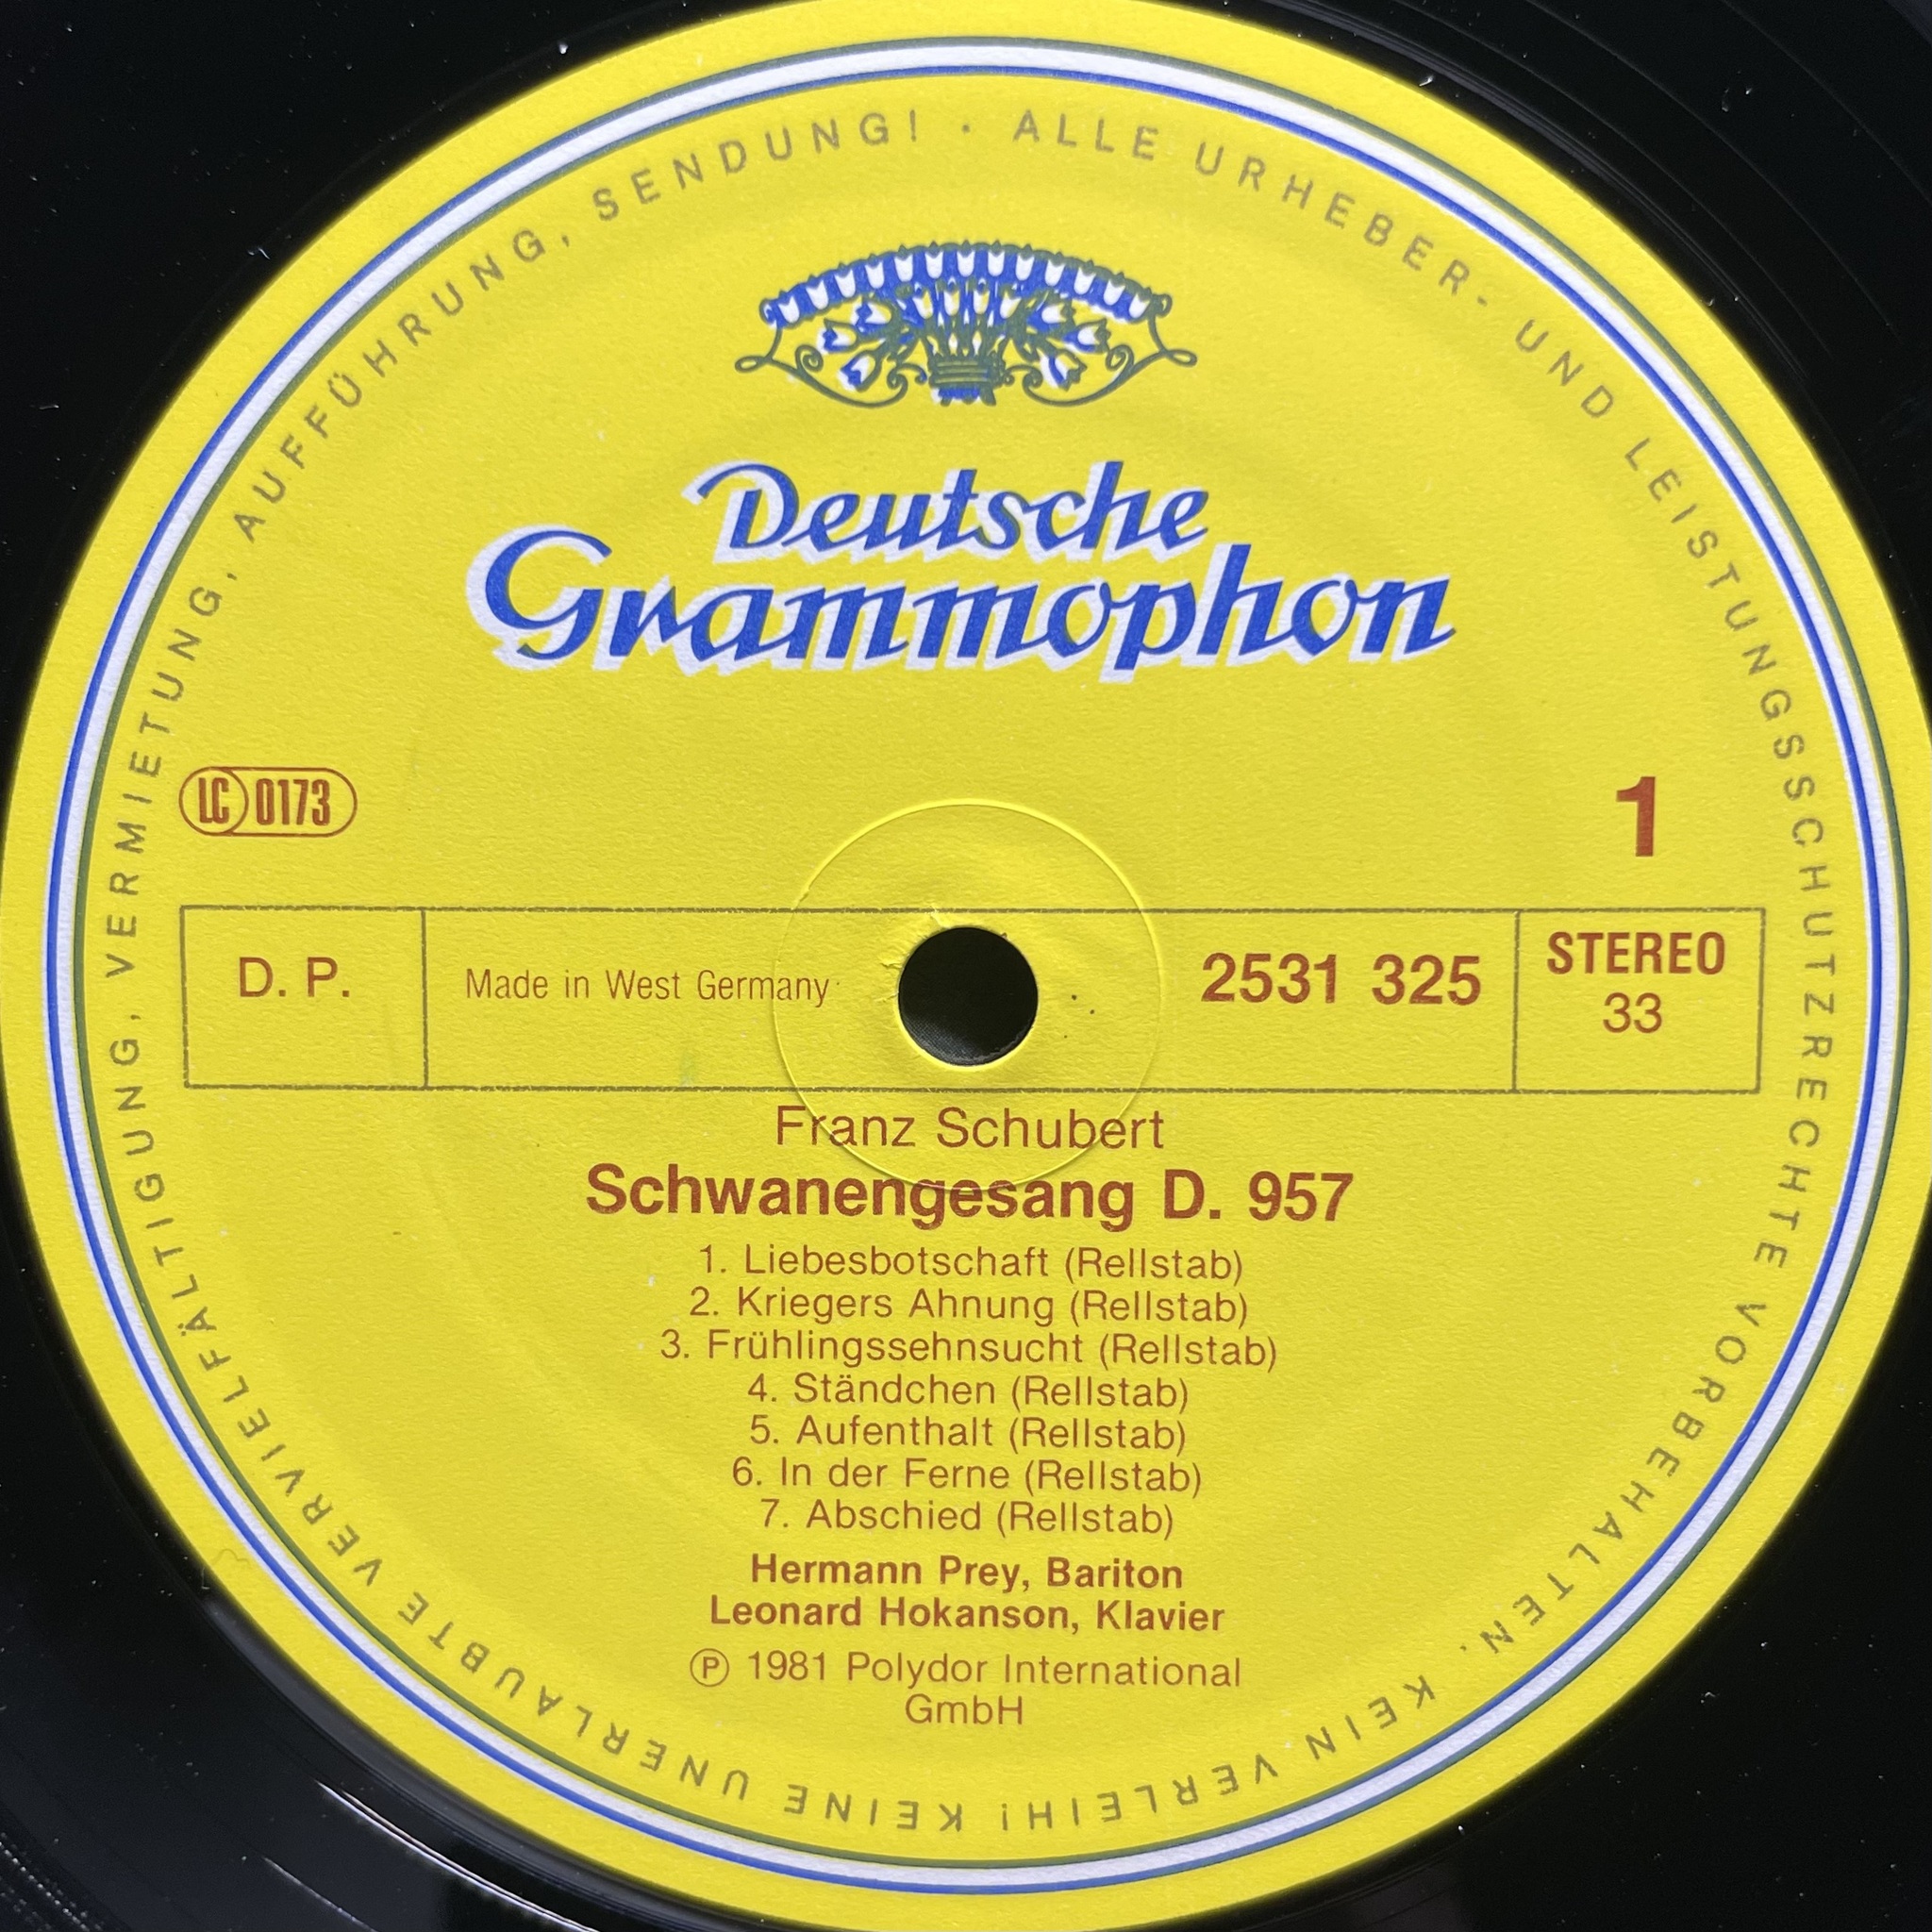 ALLE URHEBER- UND LEISTUNGSSCHUTZRECHTE VORBEHALTEN. KEIN VERLEIH! KEINE UNERLAUBTE VERVIELFÄLTIGUNG, VERMIETUNG, AUFFÜHRUNG, SENDUNG! ·
Deutsche
Grammophon
LC 0173
1
D. P.
Made in West Germany
2531 325
STEREO
33
Franz Schubert
Schwanengesang D. 957
1. Liebesbotschaft (Rellstab)
2. Kriegers Ahnung (Rellstab)
3. Frühlingssehnsucht (Rellstab)
4. Ständchen (Rellstab)
5. Aufenthalt (Rellstab)
6. In der Ferne (Rellstab)
7. Abschied (Rellstab)
Hermann Prey, Bariton
Leonard Hokanson, Klavier
Ⓟ 1981 Polydor International
GmbH